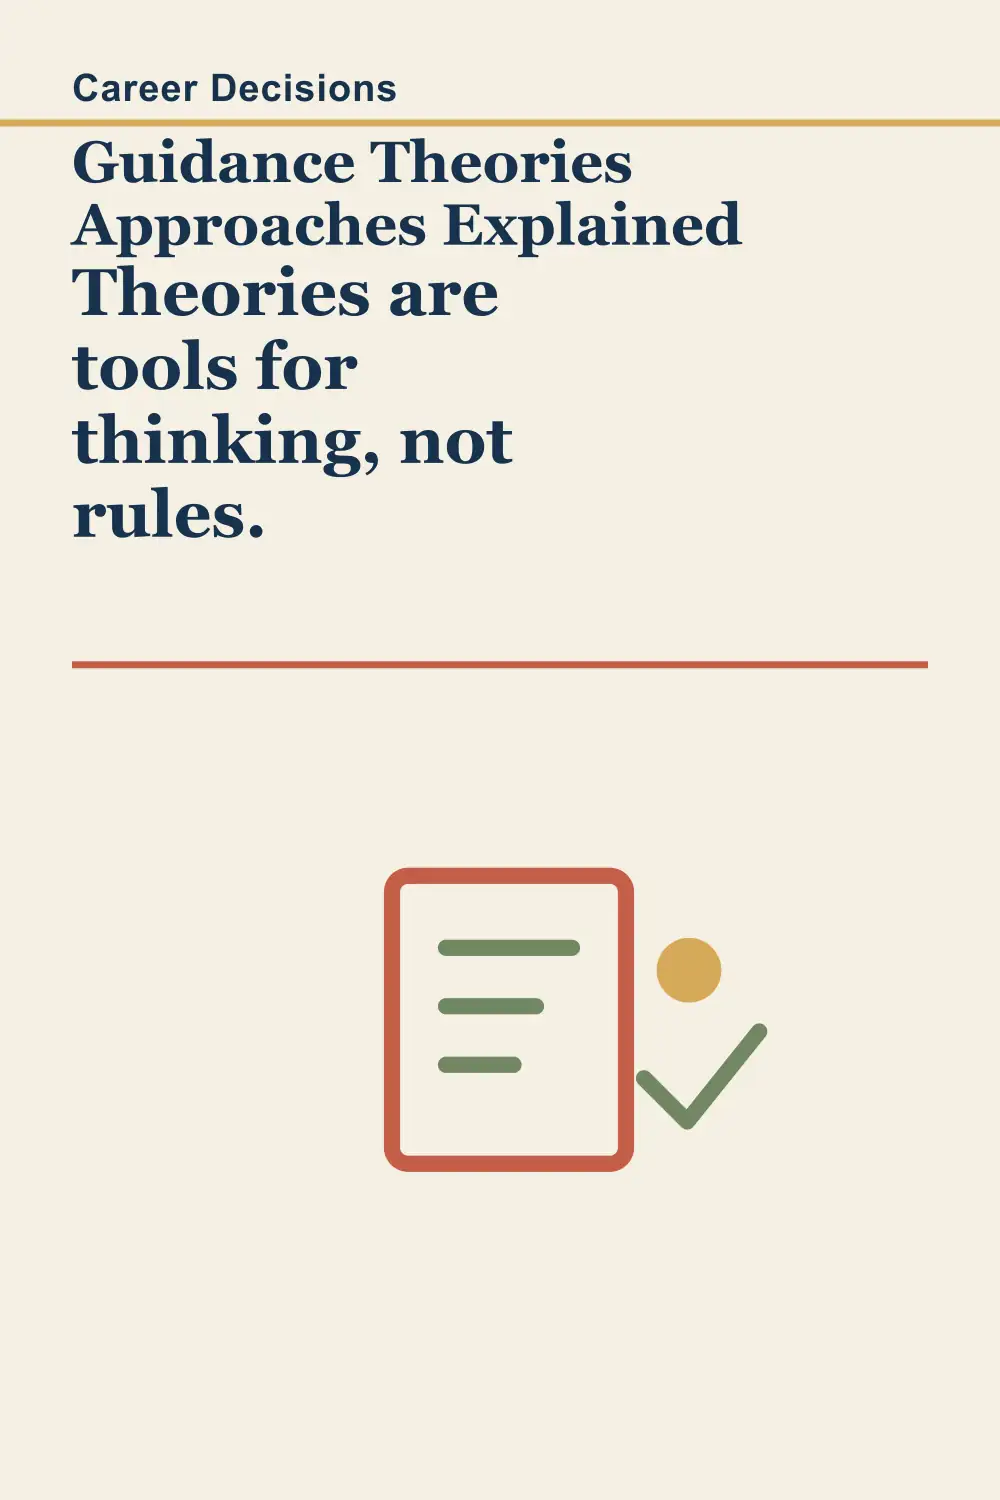 Career Decisions
Guidance Theories
Approaches Explained
Theories are
tools for
thinking, not
rules.